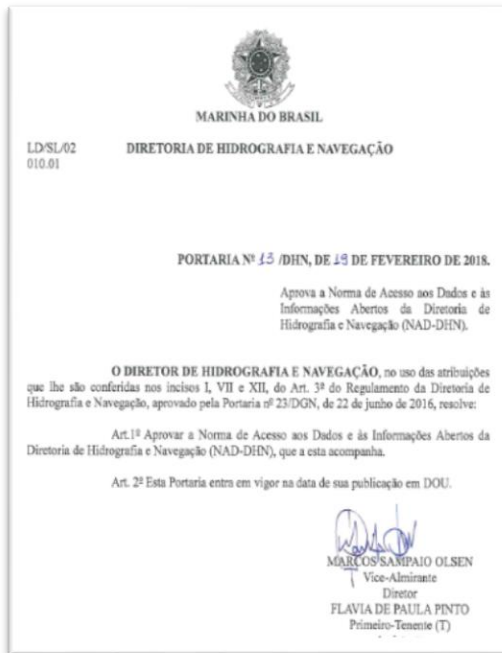 MARINHA DO BRASIL
LD/SL/02 DIRETORIA DE HIDROGRAFIA E NAVEGAÇÃO
010.01
PORTARIA Nº 13 /DHN, DE 19 DE FEVEREIRO DE 2018.
Aprova a Norma de Acesso aos Dados e às
Informações Abertos da Diretoria de
Hidrografia e Navegação (NAD-DHN).
O DIRETOR DE HIDROGRAFIA E NAVEGAÇÃO, no uso das atribuições
que lhe são conferidas nos incisos I, VII e XII, do Art. 3º do Regulamento da Diretoria de
Hidrografia e Navegação, aprovado pela Portaria nº 23/DGN, de 22 de junho de 2016, resolve:
Art.1º Aprovar a Norma de Acesso aos Dados e às Informações Abertos da
Diretoria de Hidrografia e Navegação (NAD-DHN), que a esta acompanha.
Art. 2º Esta Portaria entra em vigor na data de sua publicação em DOU.
MARCOS SAMPAIO OLSEN
Vice-Almirante
Diretor
FLAVIA DE PAULA PINTO
Primeiro-Tenente (T)